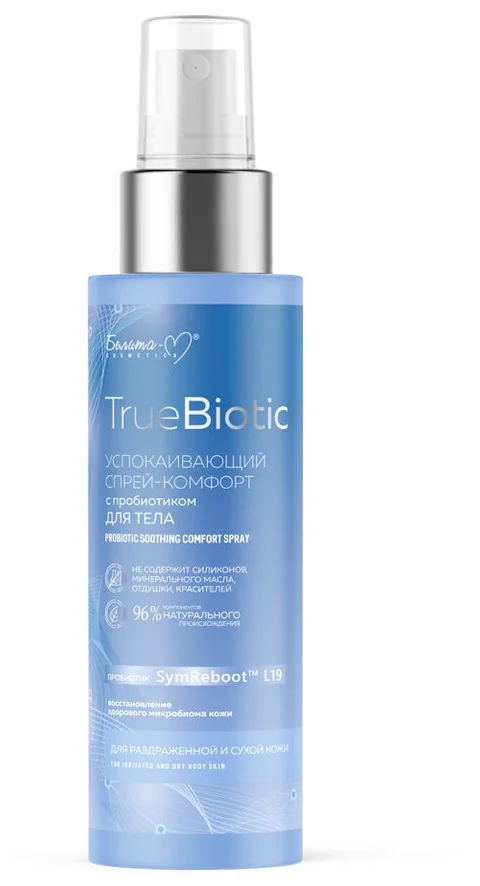 Белита-М®
COSMETICS
TrueBiotic
УСПОКАИВАЮЩИЙ
СПРЕЙ-КОМФОРТ
с пробиотиком
ДЛЯ ТЕЛА
PROBIOTIC SOOTHING COMFORT SPRAY
НЕ СОДЕРЖИТ СИЛИКОНОВ,
МИНЕРАЛЬНОГО МАСЛА,
ОТДУШКИ, КРАСИТЕЛЕЙ
96% КОМПОНЕНТОВ
НАТУРАЛЬНОГО
ПРОИСХОЖДЕНИЯ
ПРОБИОТИК SymReboot™ L19
восстановление
здорового микробиома кожи
ДЛЯ РАЗДРАЖЕННОЙ И СУХОЙ КОЖИ
FOR IRRITATED AND DRY BODY SKIN